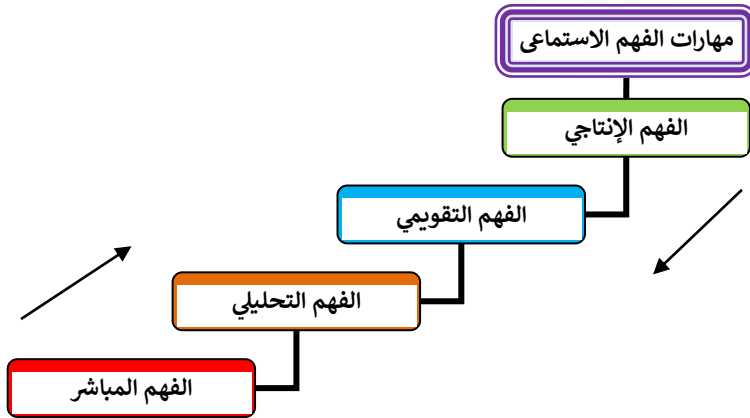 مهارات الفهم الاستماعى
الفهم الإنتاجي
الفهم التقويمي
الفهم التحليلي
الفهم المباشر